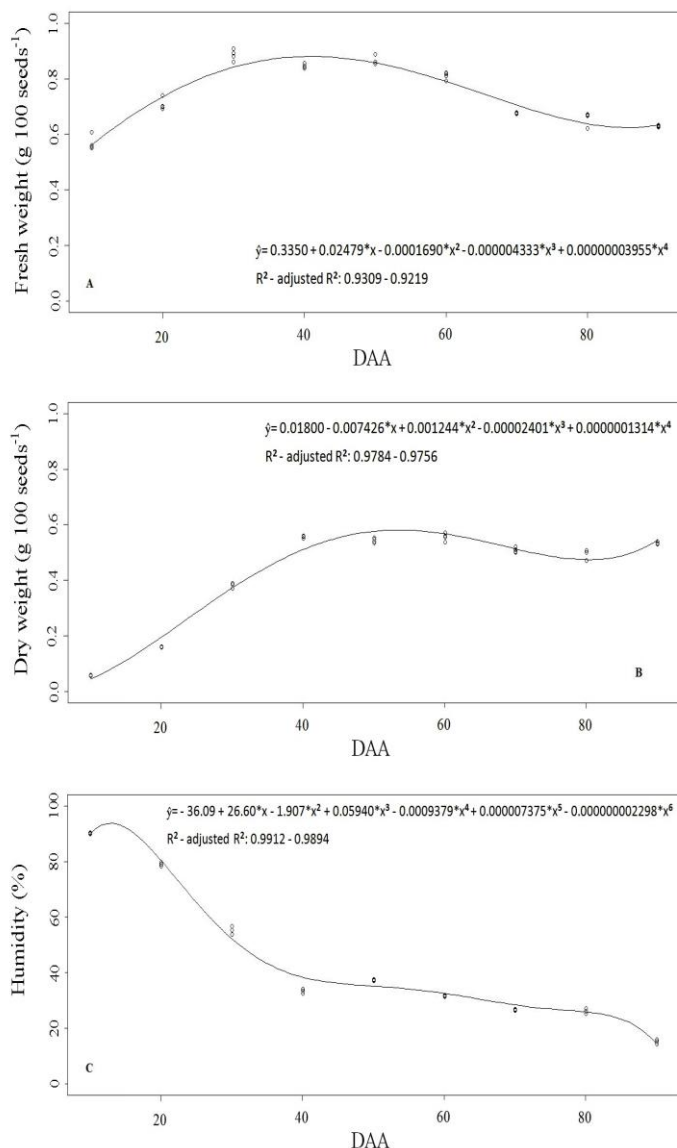 Fresh weight (g 100 seeds⁻¹)
1.0
0.8
0.6
0.4
0.2
0.0
ŷ= 0.3350 + 0.02479*x - 0.0001690*x² -0.000004333*x³ + 0.00000003955*x⁴
R² - adjusted R²: 0.9309 - 0.9219
A
20
40
60
80
DAA
Dry weight (g 100 seeds⁻¹)
1.0
0.8
0.6
0.4
0.2
0.0
ŷ= 0.01800 - 0.007426*x + 0.001244*x² - 0.00002401*x³ + 0.0000001314*x⁴
R² - adjusted R²: 0.9784 - 0.9756
B
20
40
60
80
DAA
Humidity (%)
100
80
60
40
20
0
ŷ= - 36.09 + 26.60*x - 1.907*x² + 0.05940*x³ -0.0009379*x⁴ + 0.000007375*x⁵ - 0.000000002298*x⁶
R² - adjusted R²: 0.9912 - 0.9894
C
20
40
60
80
DAA